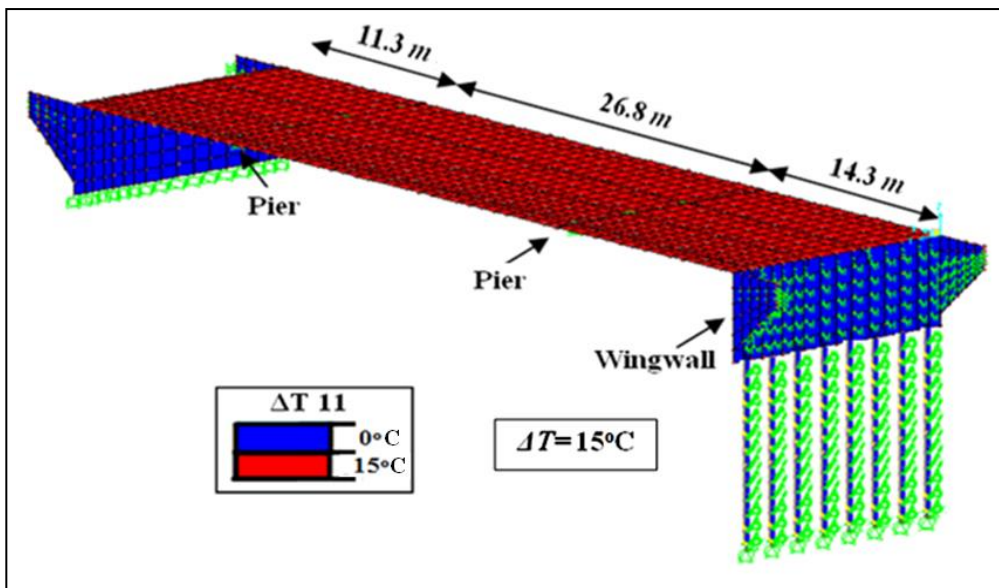 11.3 m
26.8 m
14.3 m
Pier
Pier
Wingwall
ΔT 11
0°C
15°C
ΔT=15°C